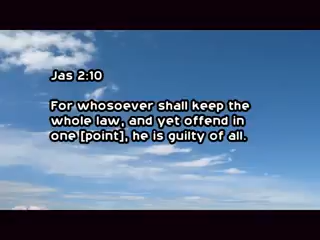 Jas 2:10
For whosoever shall keep the
whole law, and yet offend in
one [point], he is guilty of all.